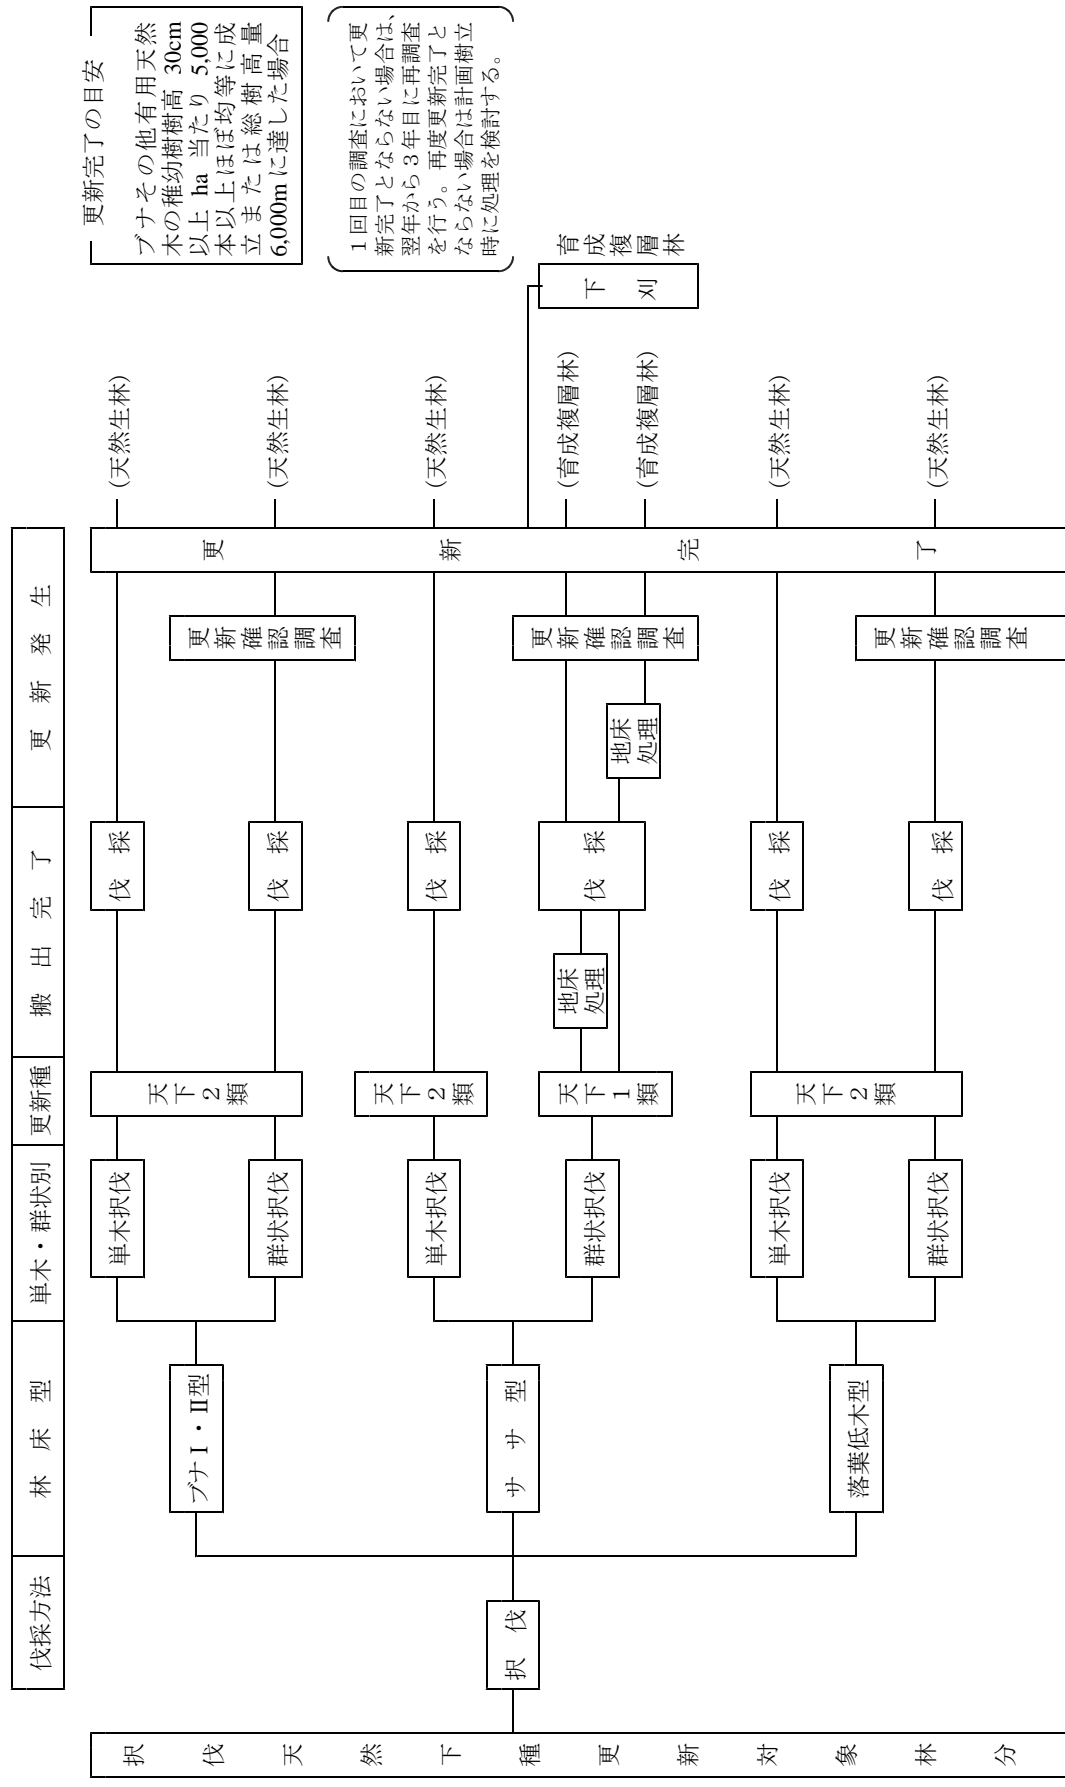 伐採方法
林床型
単木・群状別
更新種
搬出完了
更新発生
択伐天然下種更新対象林分
択伐
ブナⅠ・Ⅱ型
ササ型
落葉低木型
単木択伐
群状択伐
単木択伐
群状択伐
単木択伐
群状択伐
天下2類
天下2類
天下1類
天下2類
地床
処理
伐採
伐採
伐採
伐採
伐採
伐採
地床
処理
更新確認調査
更新確認調査
更新確認調査
更新完了
(天然生林)
(天然生林)
(天然生林)
(育成複層林)
(育成複層林)
(天然生林)
(天然生林)
下刈
育成複層林
更新完了の目安
ブナその他有用天然
木の稚幼樹樹高 30cm
以上 ha 当たり 5,000
本以上ほぼ均等に成
立または総樹高量
6,000m に達した場合
1回目の調査において更
新完了とならない場合は、
翌年から3年目に再調査
を行う。再度更新完了と
ならない場合は計画樹立
時に処理を検討する。